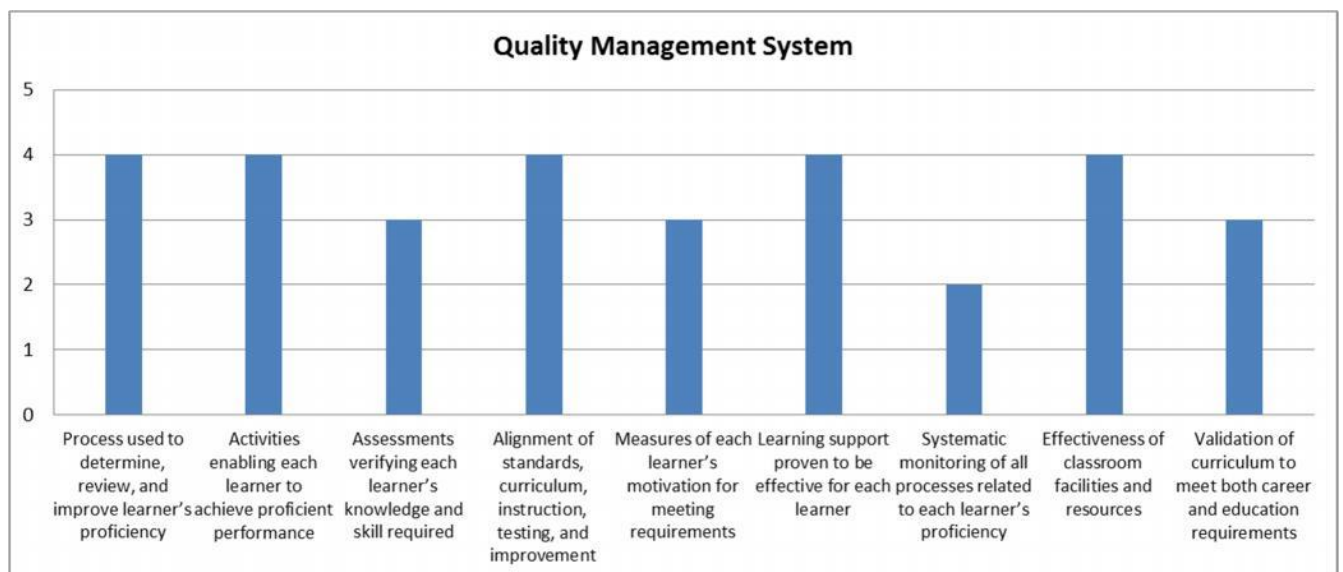 Quality Management System
5
4
3
2
1
0
Process used to
determine,
review, and
improve learner's
proficiency
Activities
enabling each
learner to
achieve proficient
performance
Assessments
verifying each
learner's
knowledge and
skill required
Alignment of
standards,
curriculum,
instruction,
testing, and
improvement
Measures of each
learner's
motivation for
meeting
requirements
Learning support
proven to be
effective for each
learner
Systematic
monitoring of all
processes related
to each learner's
proficiency
Effectiveness of
classroom
facilities and
resources
Validation of
curriculum to
meet both career
and education
requirements